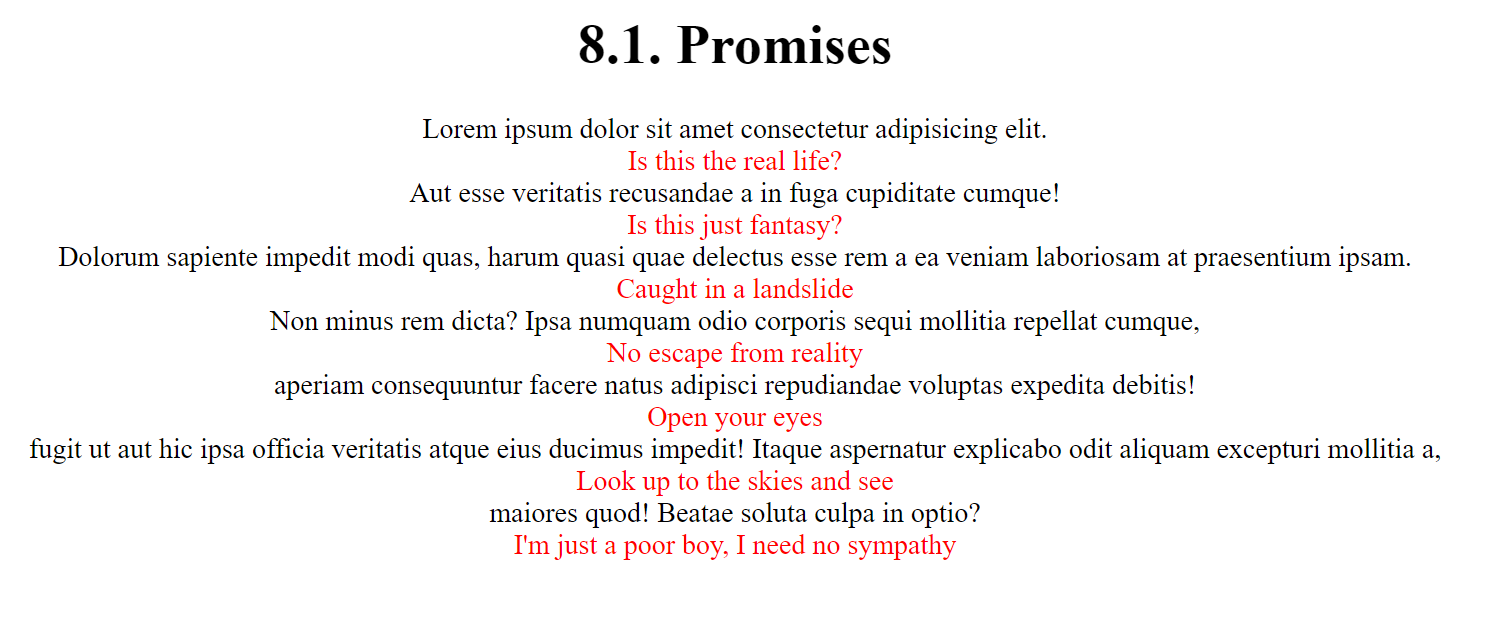 8.1. Promises
Lorem ipsum dolor sit amet consectetur adipisicing elit.
Is this the real life?
Aut esse veritatis recusandae a in fuga cupiditate cumque!
Is this just fantasy?
Dolorum sapiente impedit modi quas, harum quasi quae delectus esse rem a ea veniam laboriosam at praesentium ipsam.
Caught in a landslide
Non minus rem dicta? Ipsa numquam odio corporis sequi mollitia repellat cumque,
No escape from reality
aperiam consequuntur facere natus adipisci repudiandae voluptas expedita debitis!
Open your eyes
fugit ut aut hic ipsa officia veritatis atque eius ducimus impedit! Itaque aspernatur explicabo odit aliquam excepturi mollitia a,
Look up to the skies and see
maiores quod! Beatae soluta culpa in optio?
I'm just a poor boy, I need no sympathy